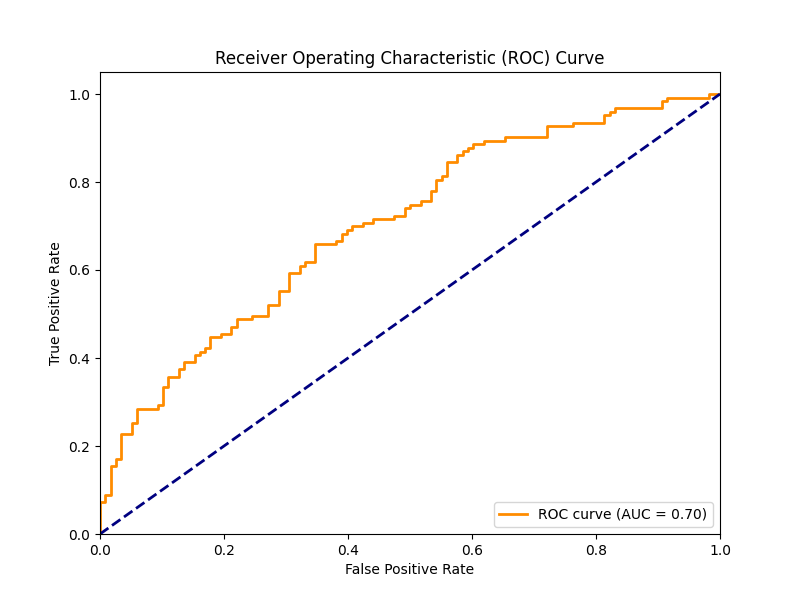 Receiver Operating Characteristic (ROC) Curve
True Positive Rate
1.0
0.8
0.6
0.4
0.2
0.0
0.0 0.2 0.4 0.6 0.8 1.0
False Positive Rate
ROC curve (AUC = 0.70)